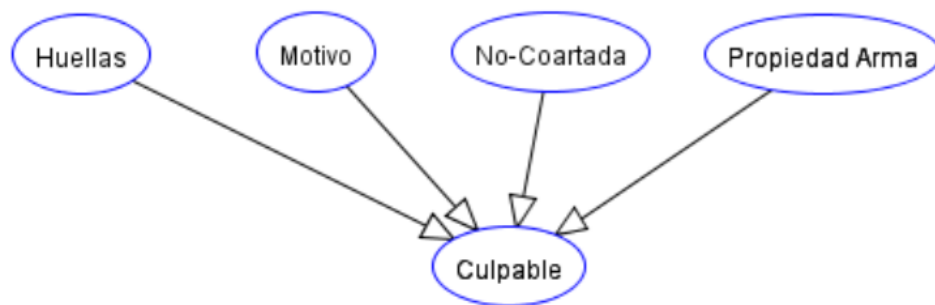 Huellas
Motivo
No-Coartada
Propiedad Arma
Culpable